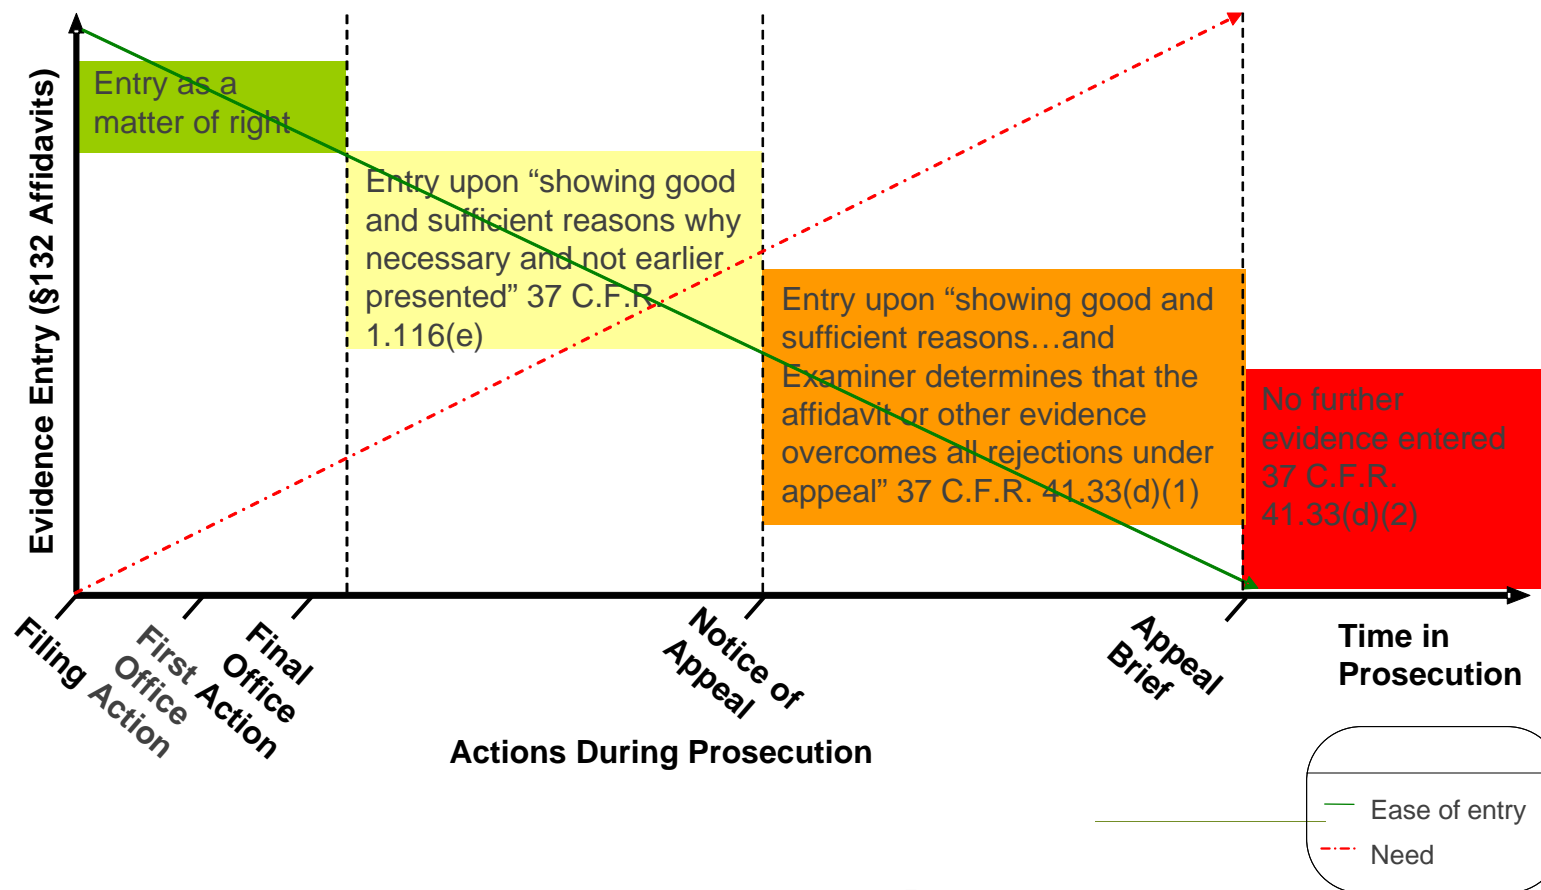 Evidence Entry (§132 Affidavits)
Entry as a
matter of right
Entry upon “showing good
and sufficient reasons why
necessary and not earlier
presented” 37 C.F.R.
1.116(e)
Entry upon “showing good and
sufficient reasons…and
Examiner determines that the
affidavit or other evidence
overcomes all rejections under
appeal” 37 C.F.R. 41.33(d)(1)
No further
evidence entered
37 C.F.R.
41.33(d)(2)
Filing Action
First Action
Office
Final
Office
Action
Notice of
Appeal
Appeal
Brief
Time in
Prosecution
Actions During Prosecution
Ease of entry
Need